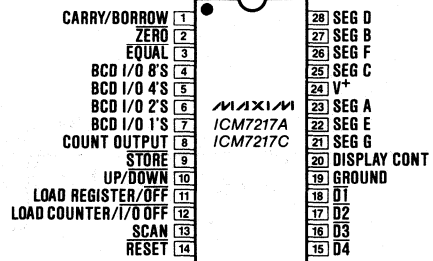 CARRY/BORROW 1
ZERO 2
EQUAL 3
BCD I/O 8'S 4
BCD I/O 4'S 5
BCD I/O 2'S 6
BCD I/O 1'S 7
COUNT OUTPUT 8
STORE 9
UP/DOWN 10
LOAD REGISTER/OFF 11
LOAD COUNTER/I/O OFF 12
SCAN 13
RESET 14
MAXIM
ICM7217A
ICM7217C
28 SEG D
27 SEG B
26 SEG F
25 SEG C
24 V+
23 SEG A
22 SEG E
21 SEG G
20 DISPLAY CONT
19 GROUND
18 D1
17 D2
16 D3
15 D4